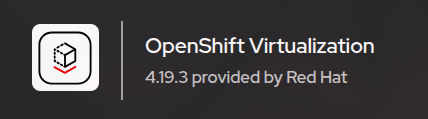 OpenShift Virtualization
4.19.3 provided by Red Hat